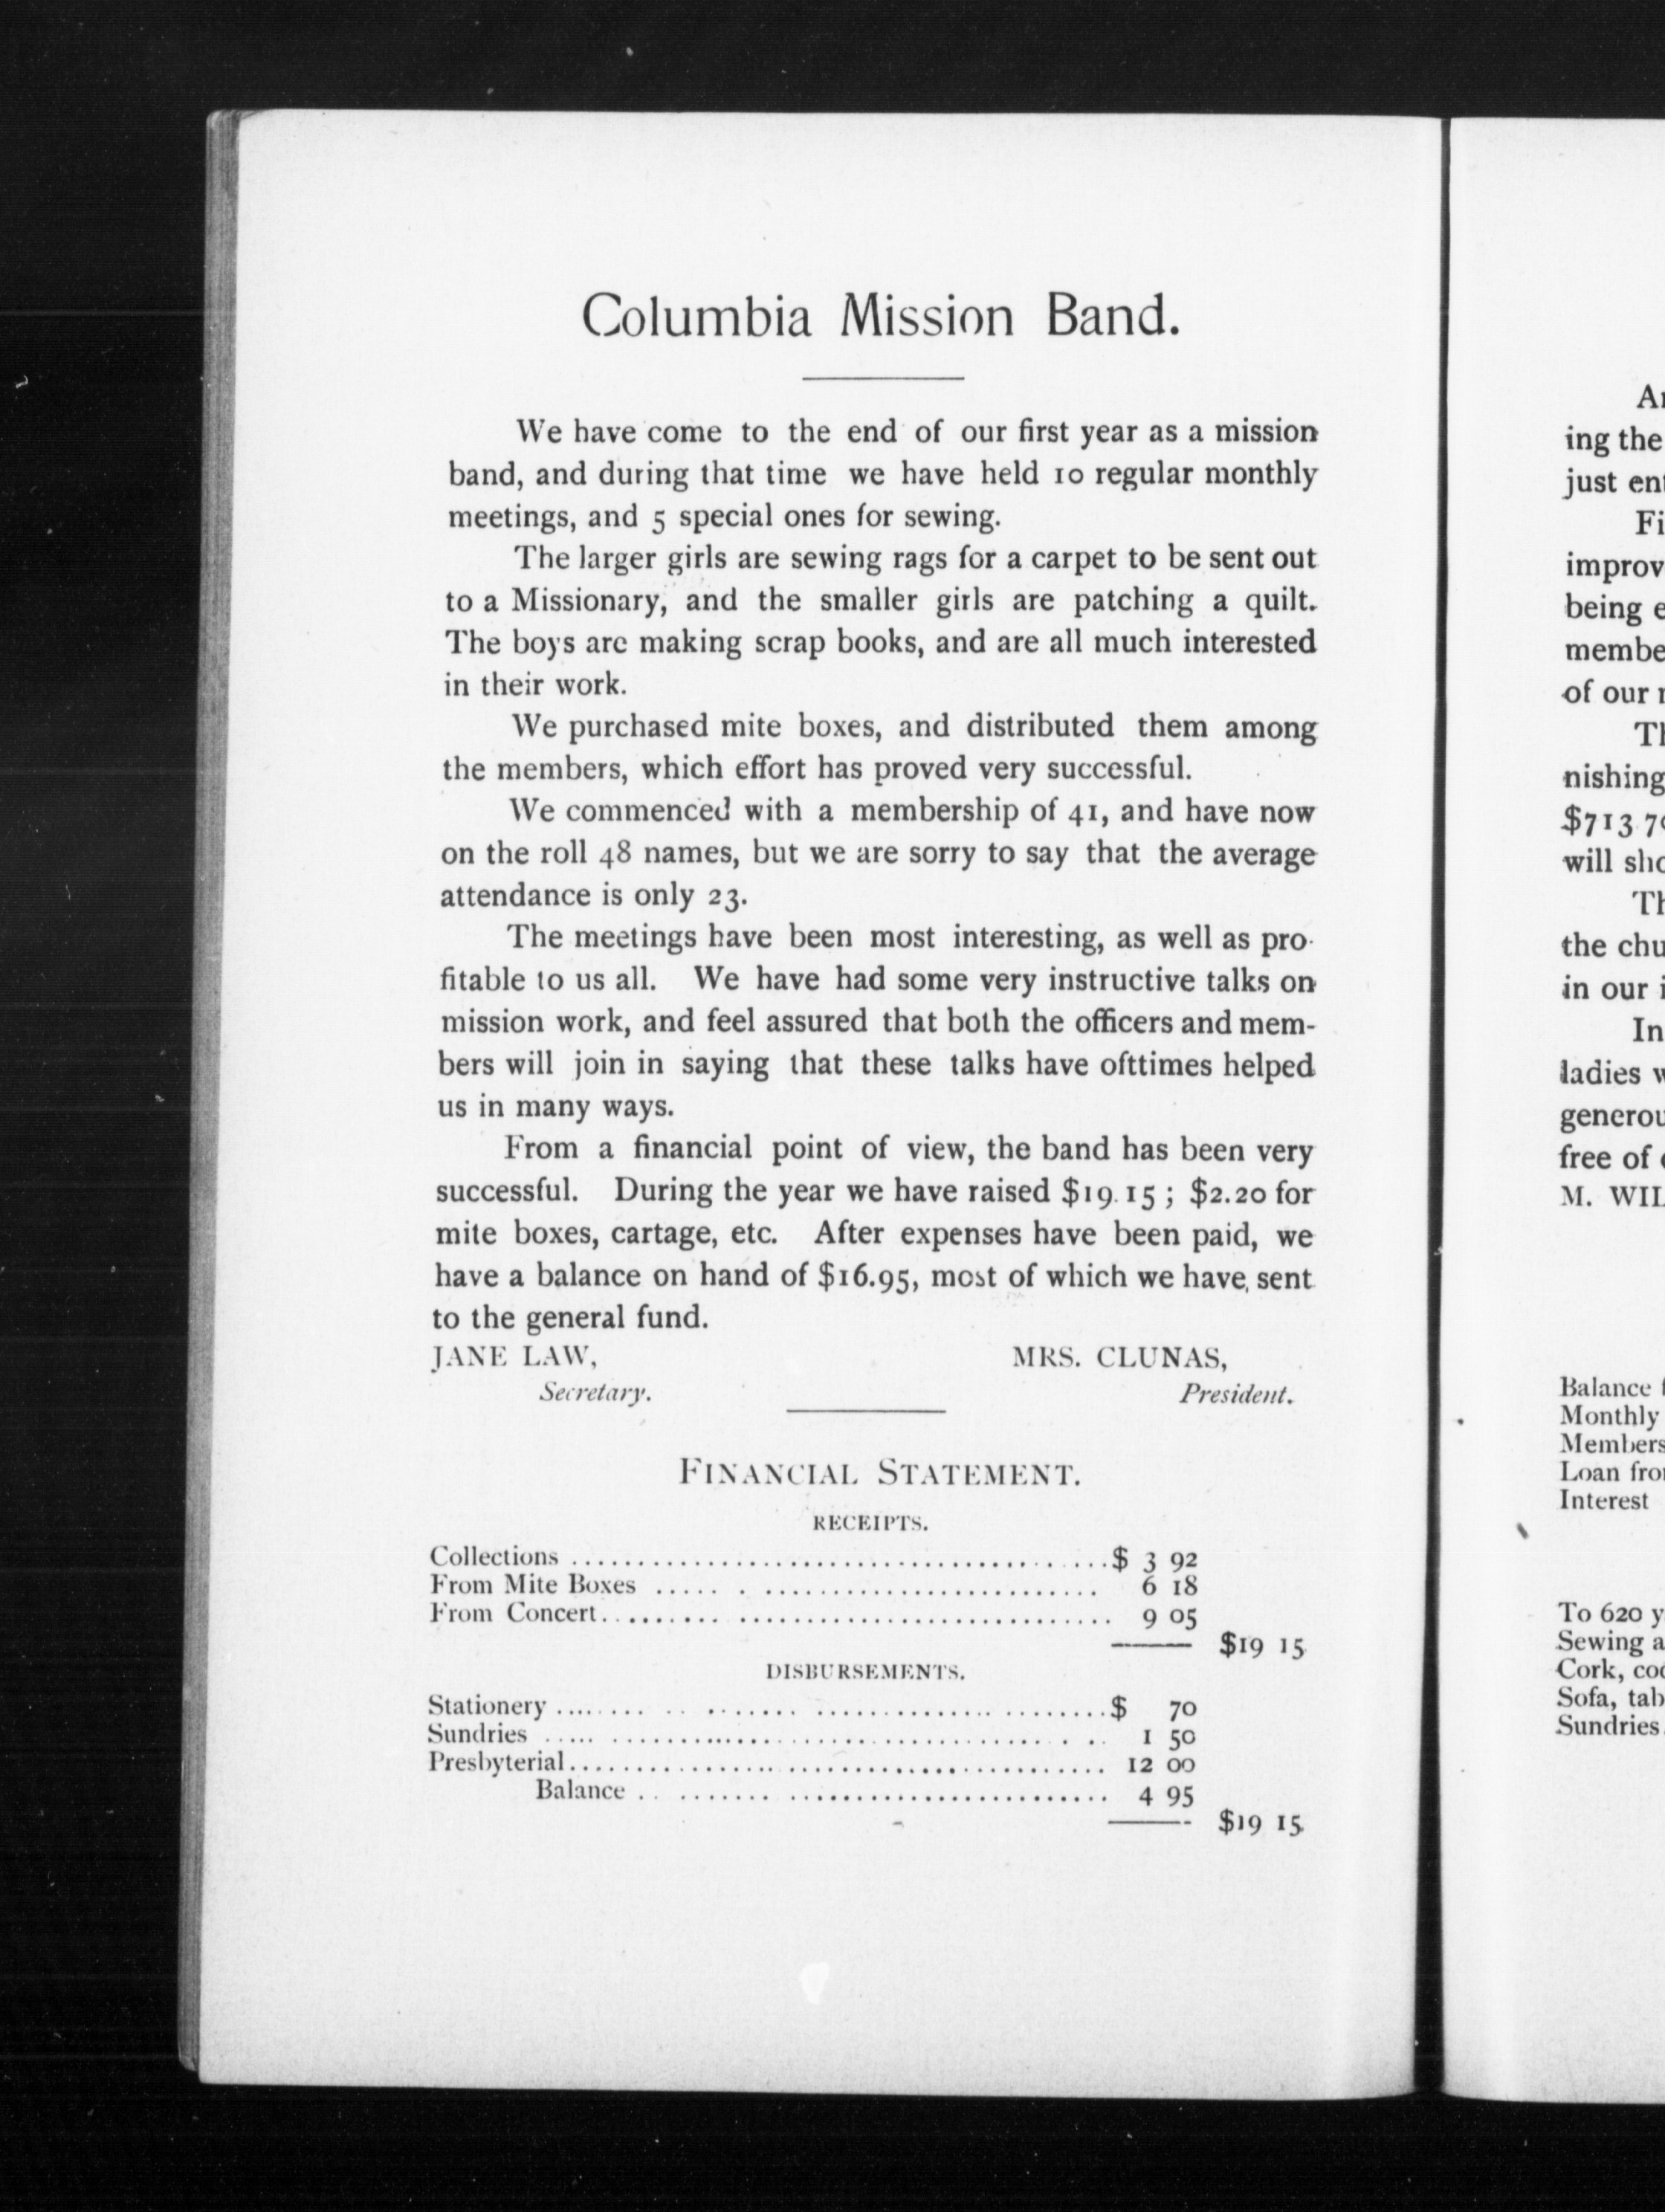 Columbia Mission Band.
We have come to the end of our first year as a mission
band, and during that time we have held 10 regular monthly
meetings, and 5 special ones for sewing.
The larger girls are sewing rags for a carpet to be sent out
to a Missionary, and the smaller girls are patching a quilt.
The boys are making scrap books, and are all much interested
in their work.
We purchased mite boxes, and distributed them among
the members, which effort has proved very successful.
We commenced with a membership of 41, and have now
on the roll 48 names, but we are sorry to say that the average
attendance is only 23.
The meetings have been most interesting, as well as pro-
fitable to us all. We have had some very instructive talks on
mission work, and feel assured that both the officers and mem-
bers will join in saying that these talks have ofttimes helped
us in many ways.
From a financial point of view, the band has been very
successful. During the year we have raised $19.15 ; $2.20 for
mite boxes, cartage, etc. After expenses have been paid, we
have a balance on hand of $16.95, most of which we have sent
to the general fund.
JANE LAW, MRS. CLUNAS,
Secretary. President.
FINANCIAL STATEMENT.
RECEIPTS.
Collections ........................................$ 3 92
From Mite Boxes ..... . .......................... 6 18
From Concert......... ............................ 9 05
$19 15
DISBURSEMENTS.
Stationery ....... .. ....... ............. ........$ 70
Sundries ..... .................................. . .. 1 50
Presbyterial........................................ 12 00
Balance .. ....... ........................ 4 95
$19 15
ing the
just
improv
being
of our
nishing
will
the
in our
In
ladies
free of
M.
Balance
Monthly
Members
Loan
Interest
To 620
Sewing
Cork,
Sofa,
Sundries